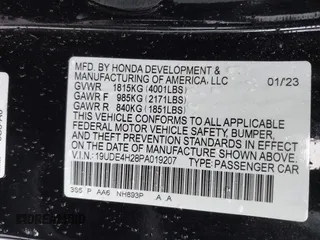 MFD. BY HONDA DEVELOPMENT &
MANUFACTURING OF AMERICA, LLC
GVWR 1815KG (4001LBS) 01/23
GAWR F 985KG (2171LBS)
GAWR R 840KG (1851LBS)
THIS VEHICLE CONFORMS TO ALL APPLICABLE
FEDERAL MOTOR VEHICLE SAFETY, BUMPER,
AND THEFT PREVENTION STANDARDS IN EFFECT
ON THE DATE OF MANUFACTURE SHOWN ABOVE.
V.I.N. 19UDE4H28PA019207 TYPE:PASSENGER CAR
355 P AA6 NH893P A A